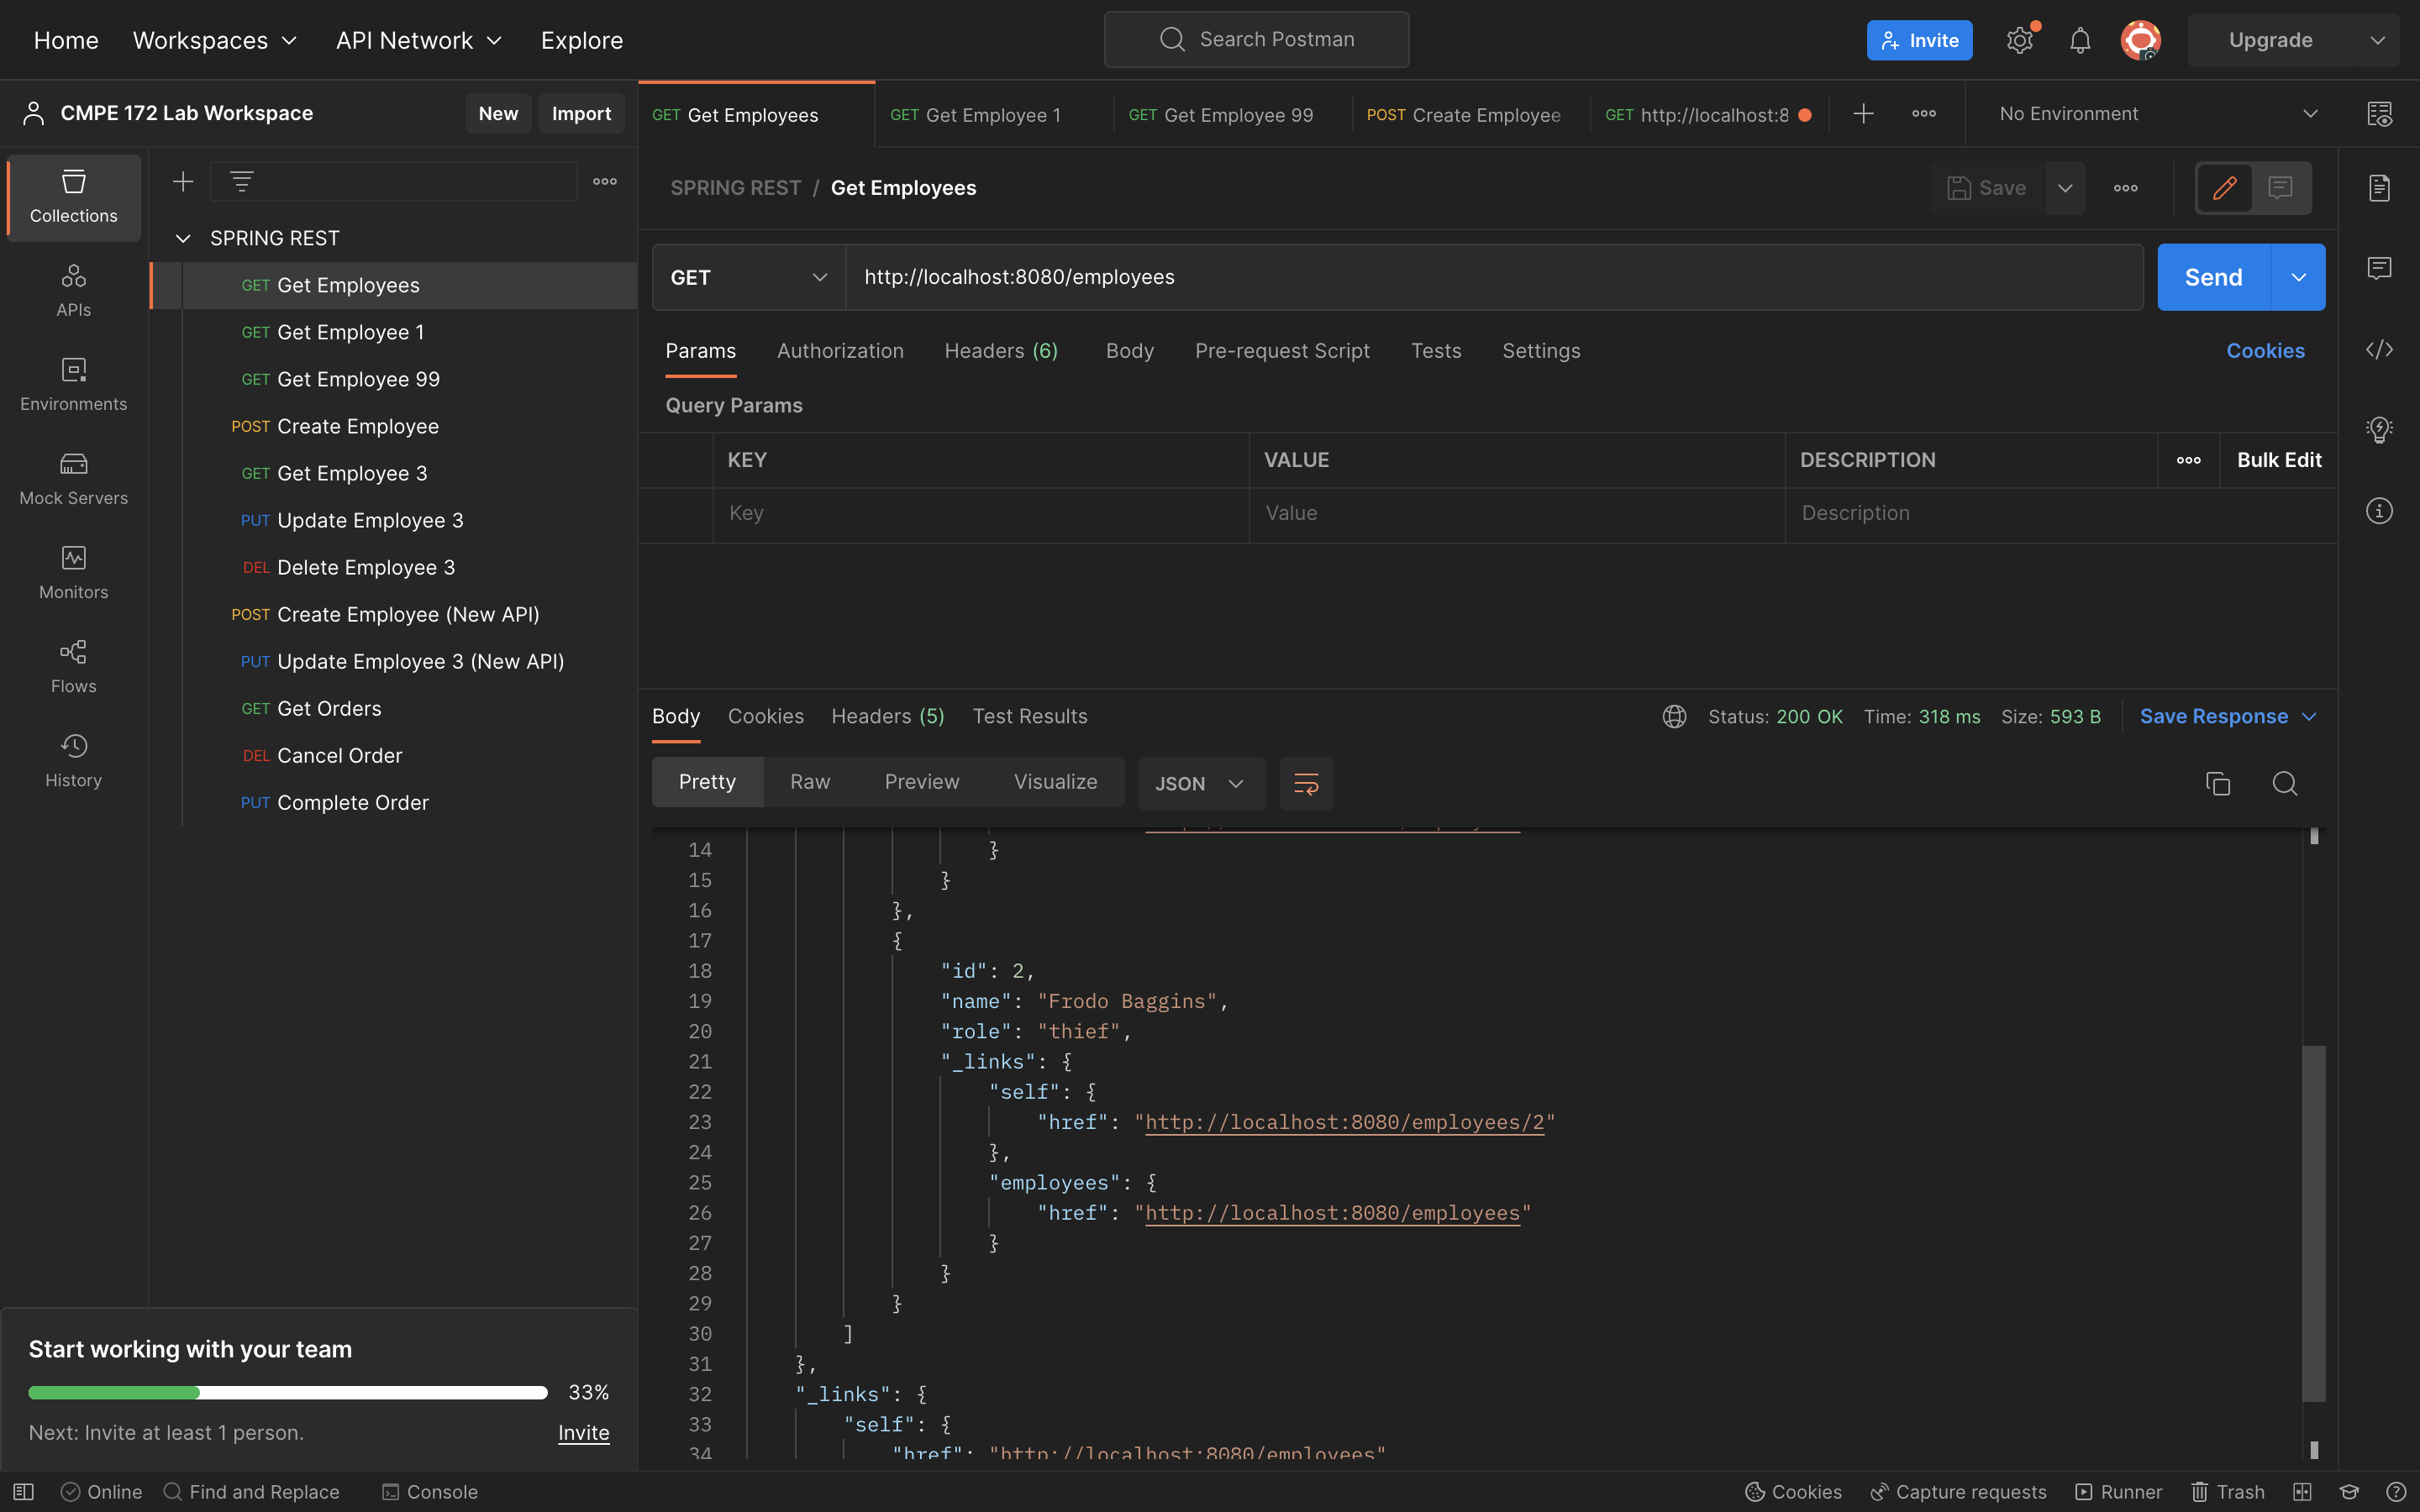 Home Workspaces API Network Explore Search Postman Invite Upgrade
CMPE 172 Lab Workspace New Import
GET Get Employees GET Get Employee 1 GET Get Employee 99 POST Create Employee GET http://localhost:8 No Environment
Collections
APIs
Environments
Mock Servers
Monitors
Flows
History
SPRING REST
GET Get Employees
GET Get Employee 1
GET Get Employee 99
POST Create Employee
GET Get Employee 3
PUT Update Employee 3
DEL Delete Employee 3
POST Create Employee (New API)
PUT Update Employee 3 (New API)
GET Get Orders
DEL Cancel Order
PUT Complete Order
Start working with your team
33%
Next: Invite at least 1 person. Invite
SPRING REST / Get Employees Save
GET http://localhost:8080/employees Send
Params Authorization Headers (6) Body Pre-request Script Tests Settings Cookies
Query Params
KEY VALUE DESCRIPTION Bulk Edit
Key Value Description
Body Cookies Headers (5) Test Results Status: 200 OK Time: 318 ms Size: 593 B Save Response
Pretty Raw Preview Visualize JSON
14 }
15 }
16 },
17 {
18 "id": 2,
19 "name": "Frodo Baggins",
20 "role": "thief",
21 "_links": {
22 "self": {
23 "href": "http://localhost:8080/employees/2"
24 },
25 "employees": {
26 "href": "http://localhost:8080/employees"
27 }
28 }
29 }
30 ]
31 },
32 "_links": {
33 "self": {
34 "href": "http://localhost:8080/employees"
Online Find and Replace Console Cookies Capture requests Runner Trash